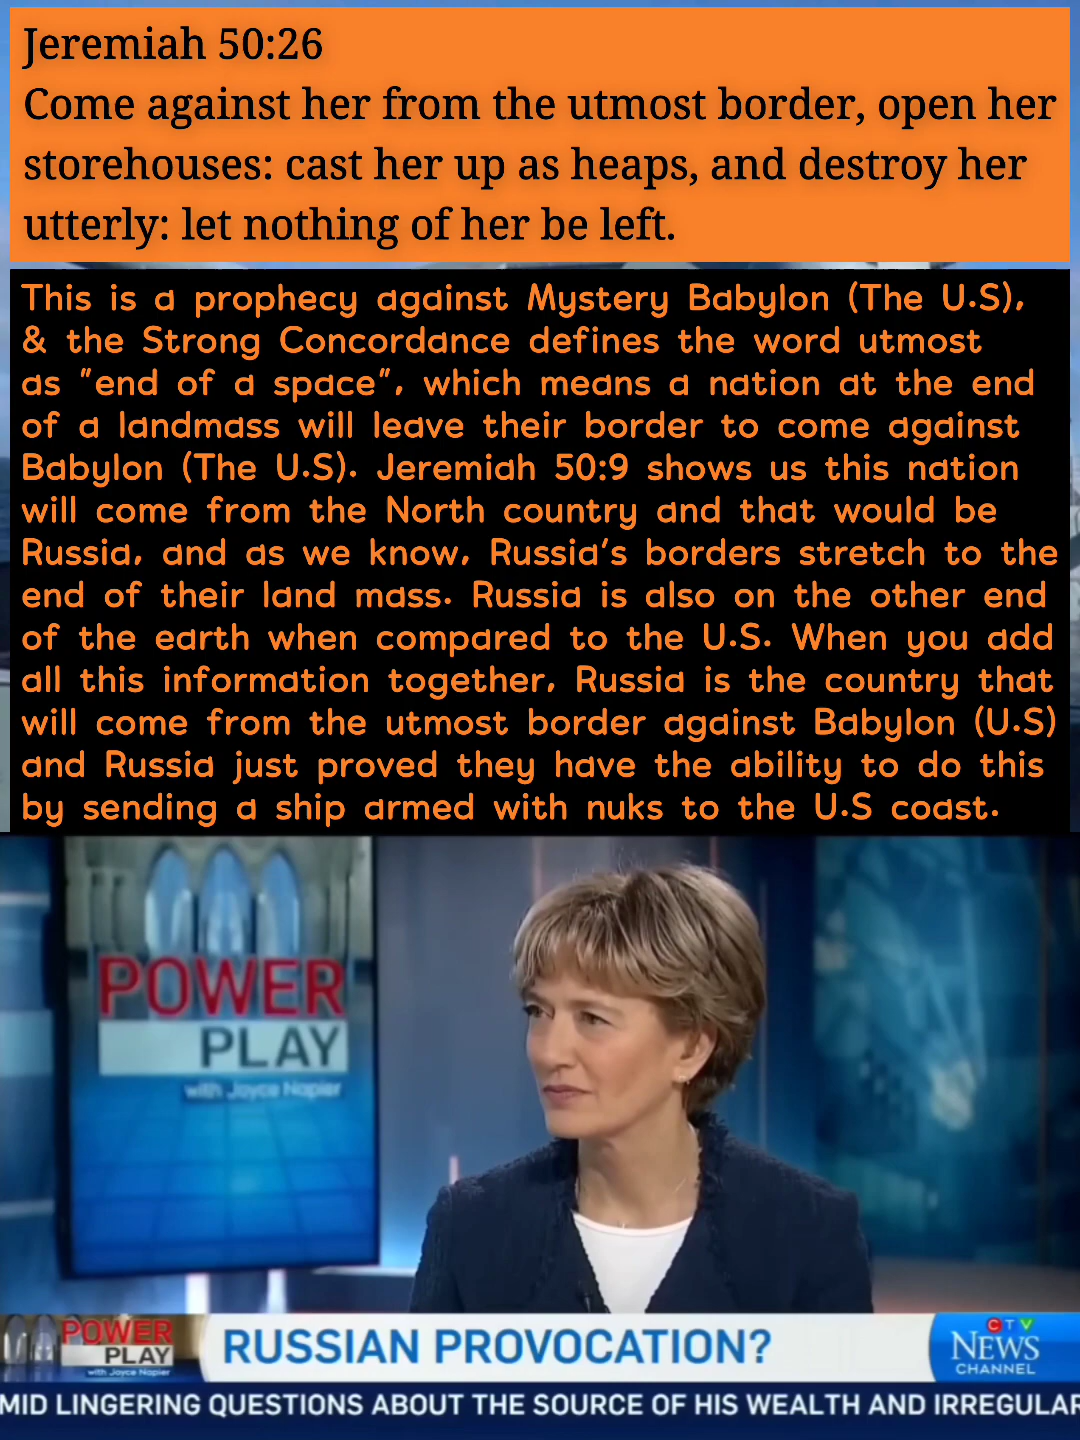 Jeremiah 50:26
Come against her from the utmost border, open her
storehouses: cast her up as heaps, and destroy her
utterly: let nothing of her be left.
This is a prophecy against Mystery Babylon (The U.S),
& the Strong Concordance defines the word utmost
as "end of a space", which means a nation at the end
of a landmass will leave their border to come against
Babylon (The U.S). Jeremiah 50:9 shows us this nation
will come from the North country and that would be
Russia, and as we know, Russia's borders stretch to the
end of their land mass. Russia is also on the other end
of the earth when compared to the U.S. When you add
all this information together, Russia is the country that
will come from the utmost border against Babylon (U.S)
and Russia just proved they have the ability to do this
by sending a ship armed with nuks to the U.S coast.
POWER
PLAY
with Joyce Napier
POWER
PLAY
with Joyce Napier
RUSSIAN PROVOCATION?
CTV
NEWS
CHANNEL
MID LINGERING QUESTIONS ABOUT THE SOURCE OF HIS WEALTH AND IRREGULAR